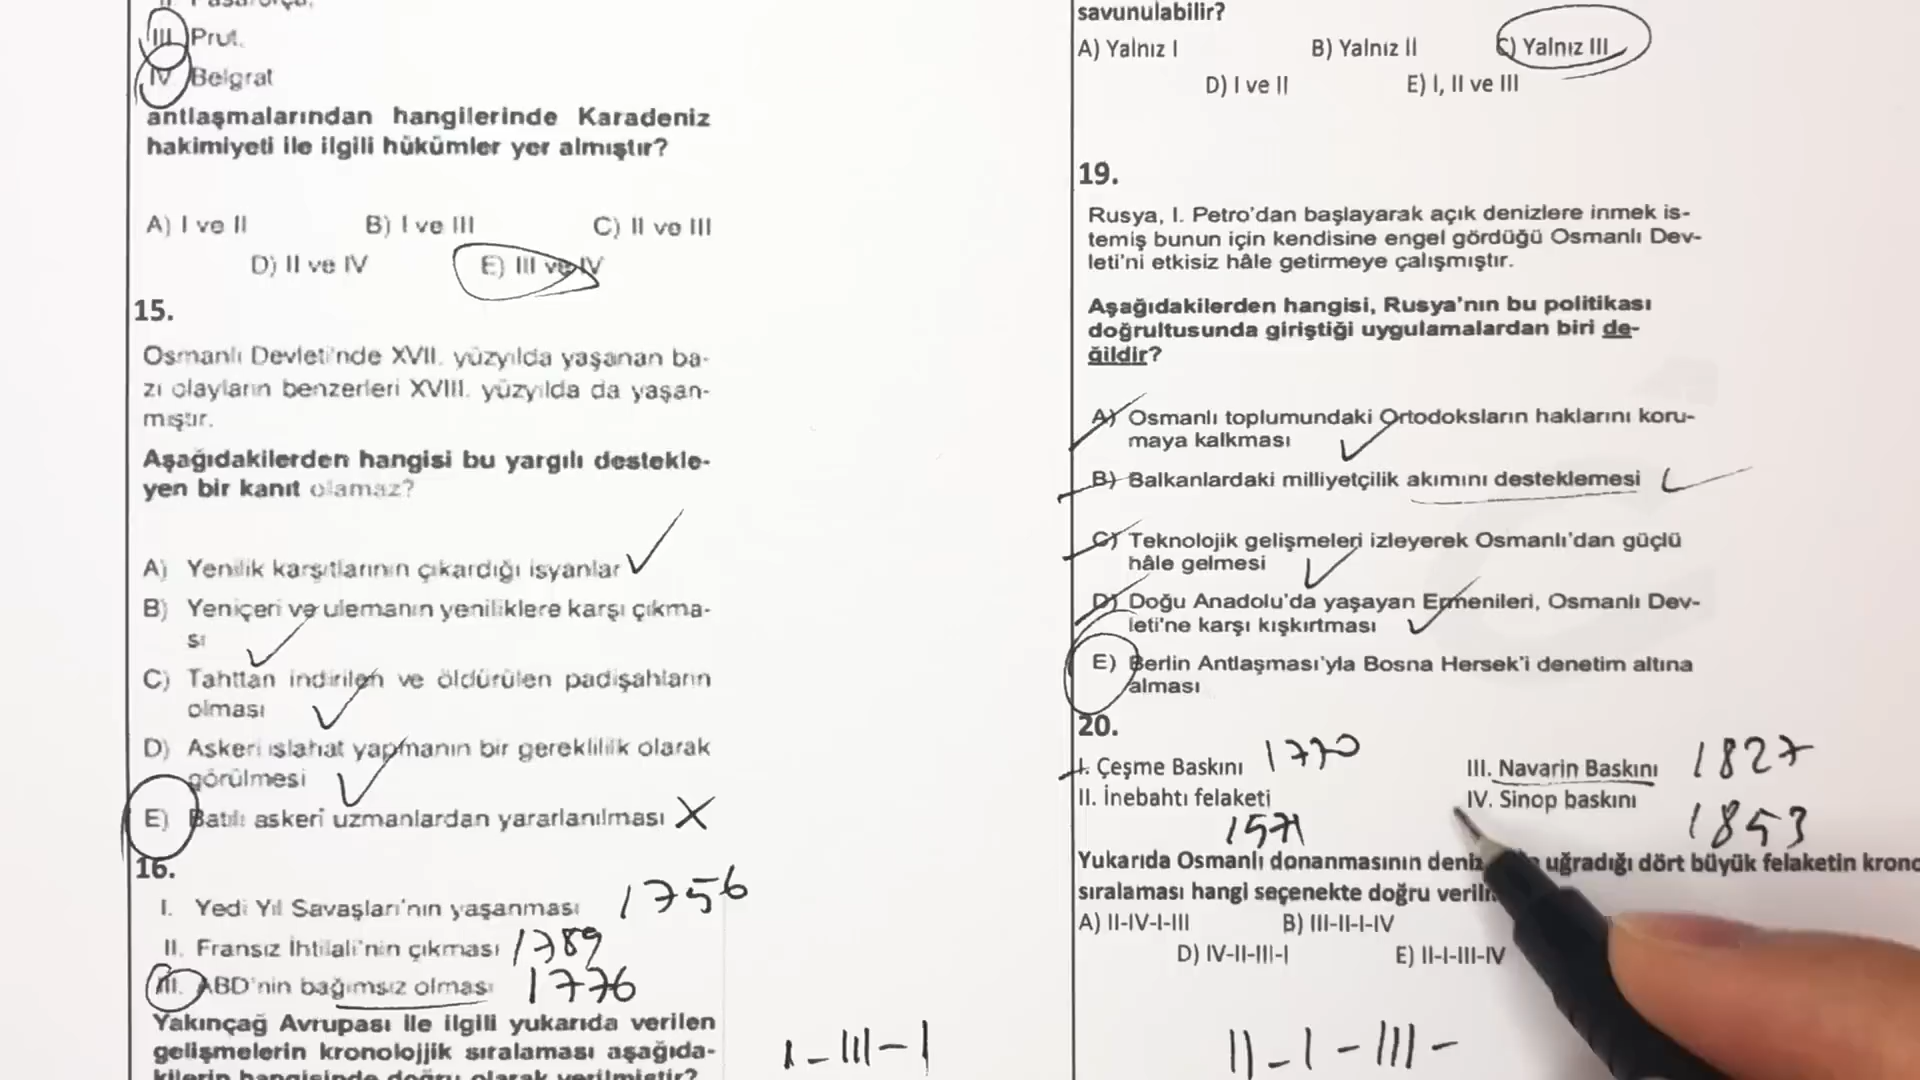 III Prut.
IV Belgrat
antlaşmalarından hangilerinde Karadeniz
hakimiyeti ile ilgili hükümler yer almıştır?
A) I ve II B) I ve III C) II ve III
D) II ve IV E) III ve IV
15.
Osmanlı Devleti'nde XVII. yüzyılda yaşanan ba-
zı olayların benzerleri XVIII. yüzyılda da yaşan-
mıştır.
Aşağıdakilerden hangisi bu yargılı destekle-
yen bir kanıt olamaz?
A) Yenilik karşıtlarının çıkardığı isyanlar
B) Yeniçeri ve ulemanın yeniliklere karşı çıkma-
sı
C) Tahttan indirilen ve öldürülen padişahların
olması
D) Askeri ıslahat yapmanın bir gereklilik olarak
görülmesi
E) Batılı askeri uzmanlardan yararlanılması
16.
I. Yedi Yıl Savaşları'nın yaşanması 1756
II. Fransız İhtilali'nin çıkması 1789
III. ABD'nin bağımsız olması 1776
Yakınçağ Avrupası ile ilgili yukarıda verilen
gelişmelerin kronolojjik sıralaması aşağıda-
kilerin hangisinde doğru olarak verilmiştir?
I - III - I
savunulabilir?
A) Yalnız I B) Yalnız II C) Yalnız III
D) I ve II E) I, II ve III
19.
Rusya, I. Petro'dan başlayarak açık denizlere inmek is-
temiş bunun için kendisine engel gördüğü Osmanlı Dev-
leti'ni etkisiz hâle getirmeye çalışmıştır.
Aşağıdakilerden hangisi, Rusya'nın bu politikası
doğrultusunda giriştiği uygulamalardan biri de-
ğildir?
A) Osmanlı toplumundaki Ortodoksların haklarını koru-
maya kalkması
B) Balkanlardaki milliyetçilik akımını desteklemesi
C) Teknolojik gelişmeleri izleyerek Osmanlı'dan güçlü
hâle gelmesi
D) Doğu Anadolu'da yaşayan Ermenileri, Osmanlı Dev-
leti'ne karşı kışkırtması
E) Berlin Antlaşması'yla Bosna Hersek'i denetim altına
alması
20.
I. Çeşme Baskını 1770 III. Navarin Baskını 1827
II. İnebahtı felaketi 1571 IV. Sinop baskını 1853
Yukarıda Osmanlı donanmasının deniz uğradığı dört büyük felaketin krono
sıralaması hangi seçenekte doğru
A) II-IV-I-III B) III-II-I-IV
D) IV-II-III-I E) II-I-III-IV
II - I - III -